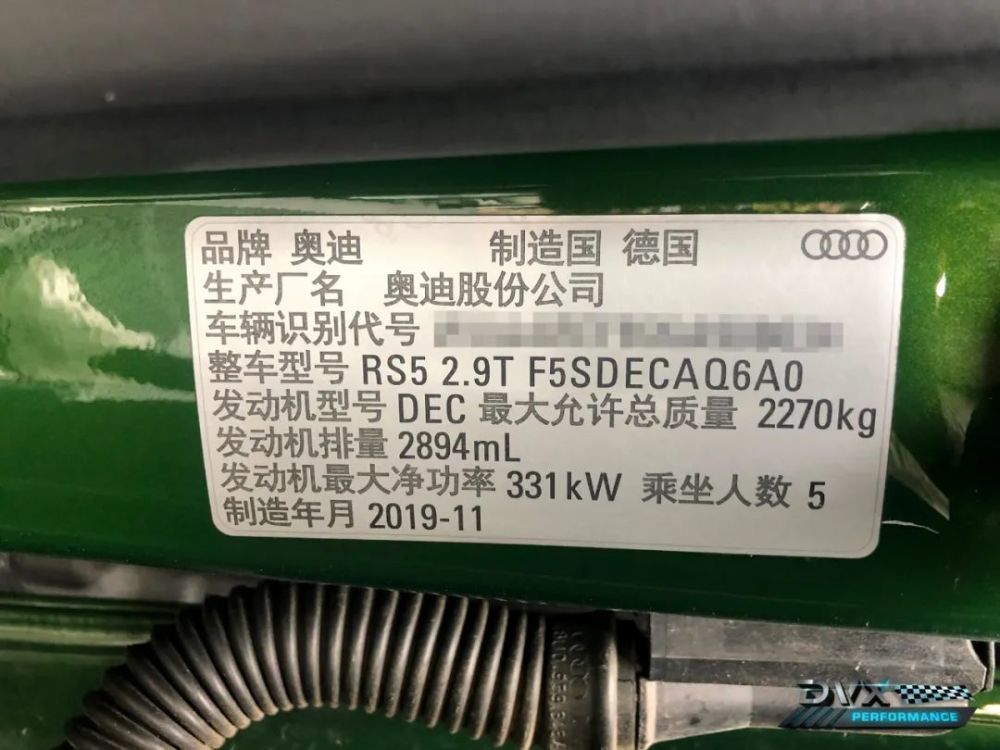 品牌 奥迪 制造国 德国
生产厂名 奥迪股份公司
车辆识别代号
整车型号 RS5 2.9T F5SDECAQ6A0
发动机型号 DEC 最大允许总质量 2270kg
发动机排量 2894mL
发动机最大净功率 331kW 乘坐人数 5
制造年月 2019-11
DVX
PERFORMANCE